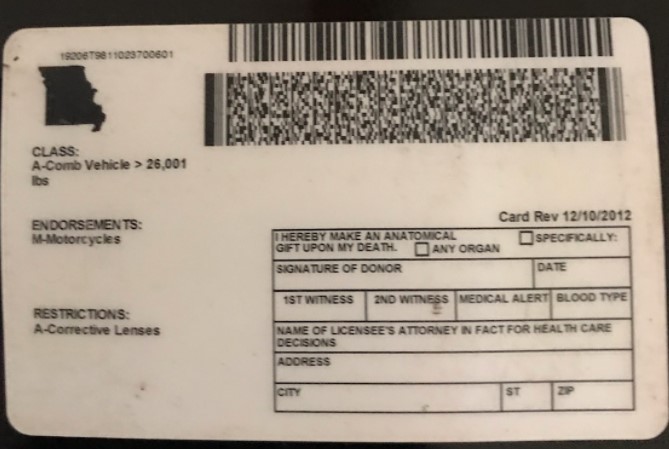 19206T9811023700601
CLASS:
A-Comb Vehicle > 26,001
lbs
Card Rev 12/10/2012
ENDORSEMENTS:
M-Motorcycles
I HEREBY MAKE AN ANATOMICAL
GIFT UPON MY DEATH. ANY ORGAN SPECIFICALLY:
SIGNATURE OF DONOR DATE
1ST WITNESS 2ND WITNESS MEDICAL ALERT BLOOD TYPE
RESTRICTIONS:
A-Corrective Lenses
NAME OF LICENSEE'S ATTORNEY IN FACT FOR HEALTH CARE
DECISIONS
ADDRESS
CITY ST ZIP